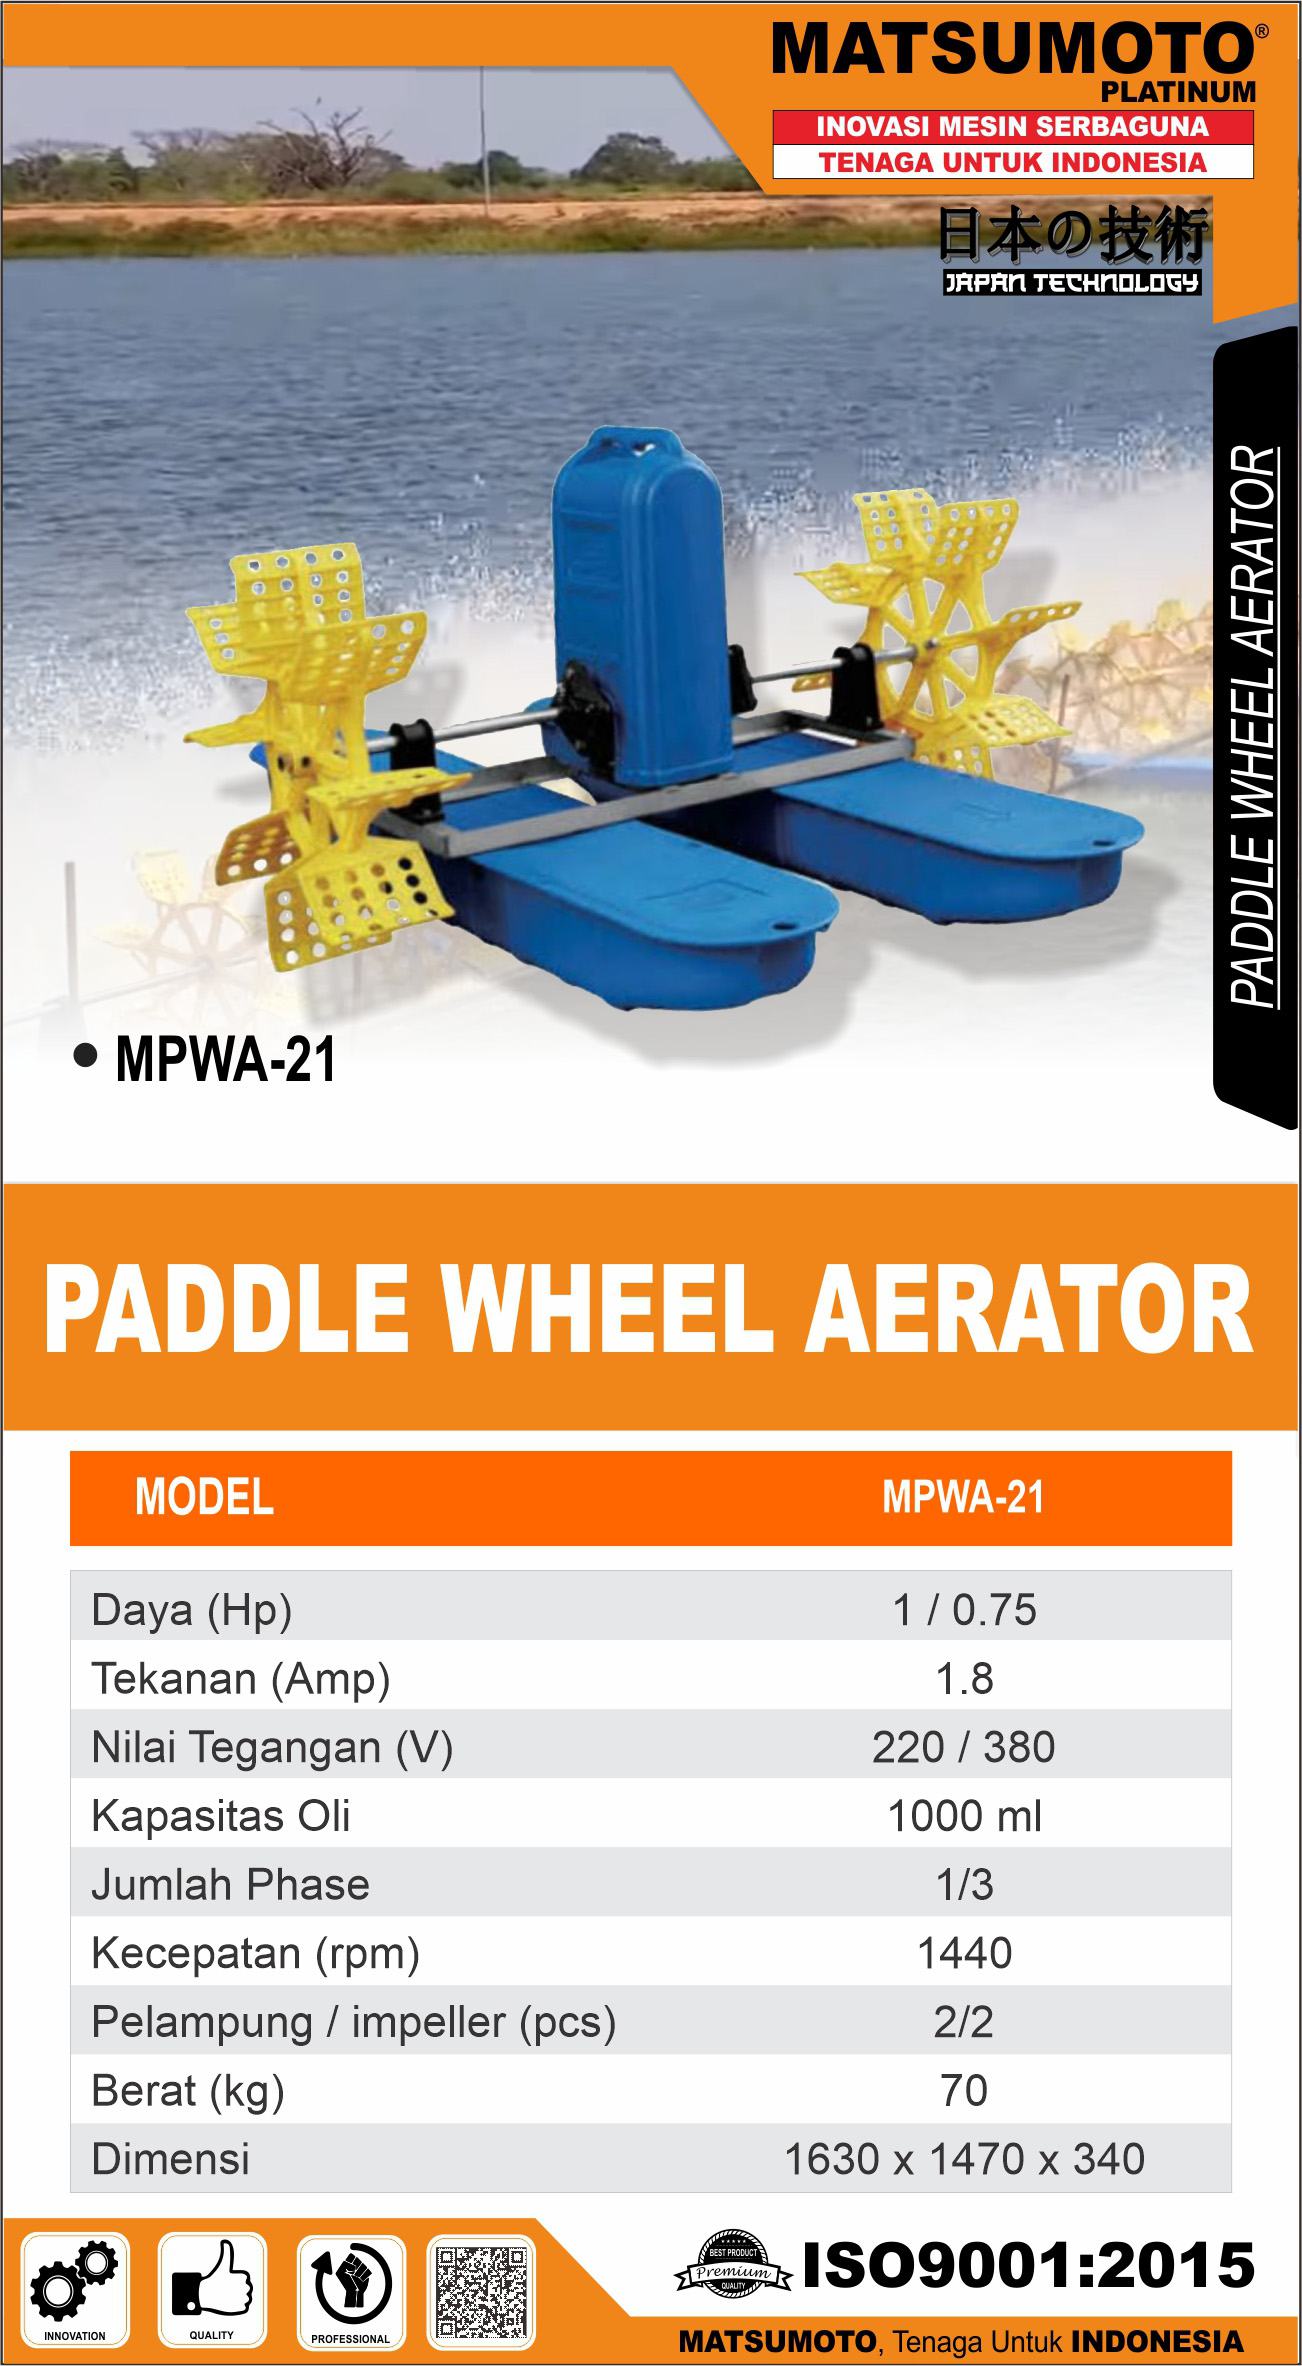 MATSUMOTO®
PLATINUM
INOVASI MESIN SERBAGUNA
TENAGA UNTUK INDONESIA
日本の技術
JAPAN TECHNOLOGY
PADDLE WHEEL AERATOR
• MPWA-21
PADDLE WHEEL AERATOR
MODEL MPWA-21
Daya (Hp) 1 / 0.75
Tekanan (Amp) 1.8
Nilai Tegangan (V) 220 / 380
Kapasitas Oli 1000 ml
Jumlah Phase 1/3
Kecepatan (rpm) 1440
Pelampung / impeller (pcs) 2/2
Berat (kg) 70
Dimensi 1630 x 1470 x 340
INNOVATION
QUALITY
PROFESSIONAL
BEST PRODUCT
Premium
QUALITY
ISO9001:2015
MATSUMOTO, Tenaga Untuk INDONESIA